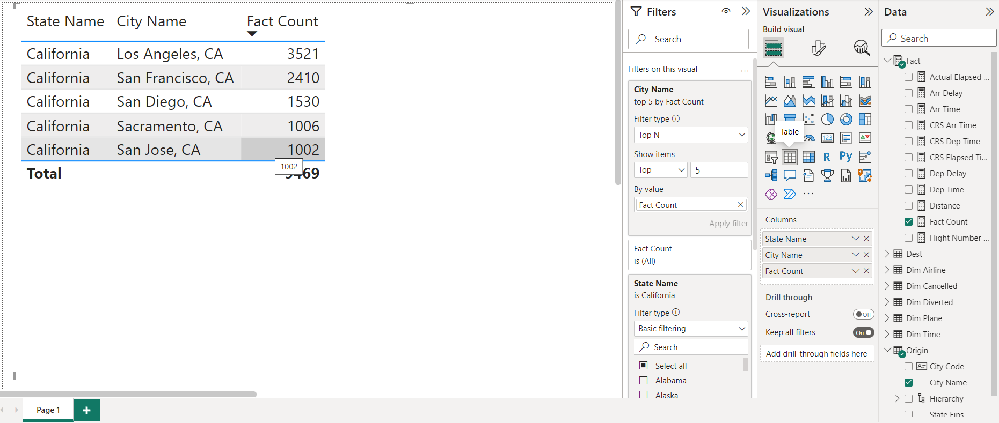 State Name City Name Fact Count
California Los Angeles, CA 3521
California San Francisco, CA 2410
California San Diego, CA 1530
California Sacramento, CA 1006
California San Jose, CA 1002
1002
Total
Page 1
+
Filters
Search
Filters on this visual ...
City Name
top 5 by Fact Count
Filter type
Top N
Show items
Top 5
By value
Fact Count
Apply filter
Fact Count
is (All)
State Name
is California
Filter type
Basic filtering
Search
Select all
Alabama
Alaska
Visualizations
Build visual
123
Table
R Py
...
Columns
State Name
City Name
Fact Count
Drill through
Cross-report Off
Keep all filters On
Add drill-through fields here
Data
Search
Fact
Actual Elapsed ...
Arr Delay
Arr Time
CRS Arr Time
CRS Dep Time
CRS Elapsed Ti...
Dep Delay
Dep Time
Distance
Fact Count
Flight Number ...
Dest
Dim Airline
Dim Cancelled
Dim Diverted
Dim Plane
Dim Time
Origin
City Code
City Name
Hierarchy
State Fips